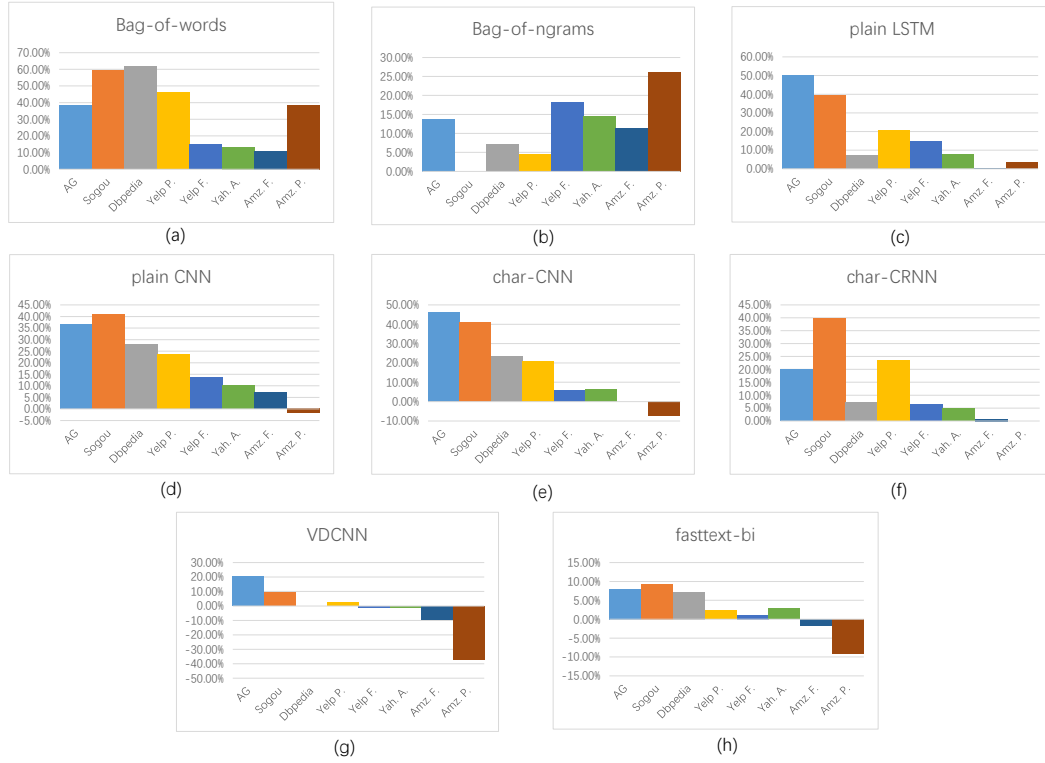 Bag-of-words
70.00%
60.00%
50.00%
40.00%
30.00%
20.00%
10.00%
0.00%
AG
Sogou
Dbpedia
Yelp P.
Yelp F.
Yah. A.
Amz. F.
Amz. P.
(a)
Bag-of-ngrams
30.00%
25.00%
20.00%
15.00%
10.00%
5.00%
0.00%
AG
Sogou
Dbpedia
Yelp P.
Yelp F.
Yah. A.
Amz. F.
Amz. P.
(b)
plain LSTM
60.00%
50.00%
40.00%
30.00%
20.00%
10.00%
0.00%
AG
Sogou
Dbpedia
Yelp P.
Yelp F.
Yah. A.
Amz. F.
Amz. P.
(c)
plain CNN
45.00%
40.00%
35.00%
30.00%
25.00%
20.00%
15.00%
10.00%
5.00%
0.00%
-5.00%
AG
Sogou
Dbpedia
Yelp P.
Yelp F.
Yah. A.
Amz. F.
Amz. P.
(d)
char-CNN
50.00%
40.00%
30.00%
20.00%
10.00%
0.00%
-10.00%
AG
Sogou
Dbpedia
Yelp P.
Yelp F.
Yah. A.
Amz. F.
Amz. P.
(e)
char-CRNN
45.00%
40.00%
35.00%
30.00%
25.00%
20.00%
15.00%
10.00%
5.00%
0.00%
AG
Sogou
Dbpedia
Yelp P.
Yelp F.
Yah. A.
Amz. F.
Amz. P.
(f)
VDCNN
30.00%
20.00%
10.00%
0.00%
-10.00%
-20.00%
-30.00%
-40.00%
-50.00%
AG
Sogou
Dbpedia
Yelp P.
Yelp F.
Yah. A.
Amz. F.
Amz. P.
(g)
fasttext-bi
15.00%
10.00%
5.00%
0.00%
-5.00%
-10.00%
-15.00%
AG
Sogou
Dbpedia
Yelp P.
Yelp F.
Yah. A.
Amz. F.
Amz. P.
(h)